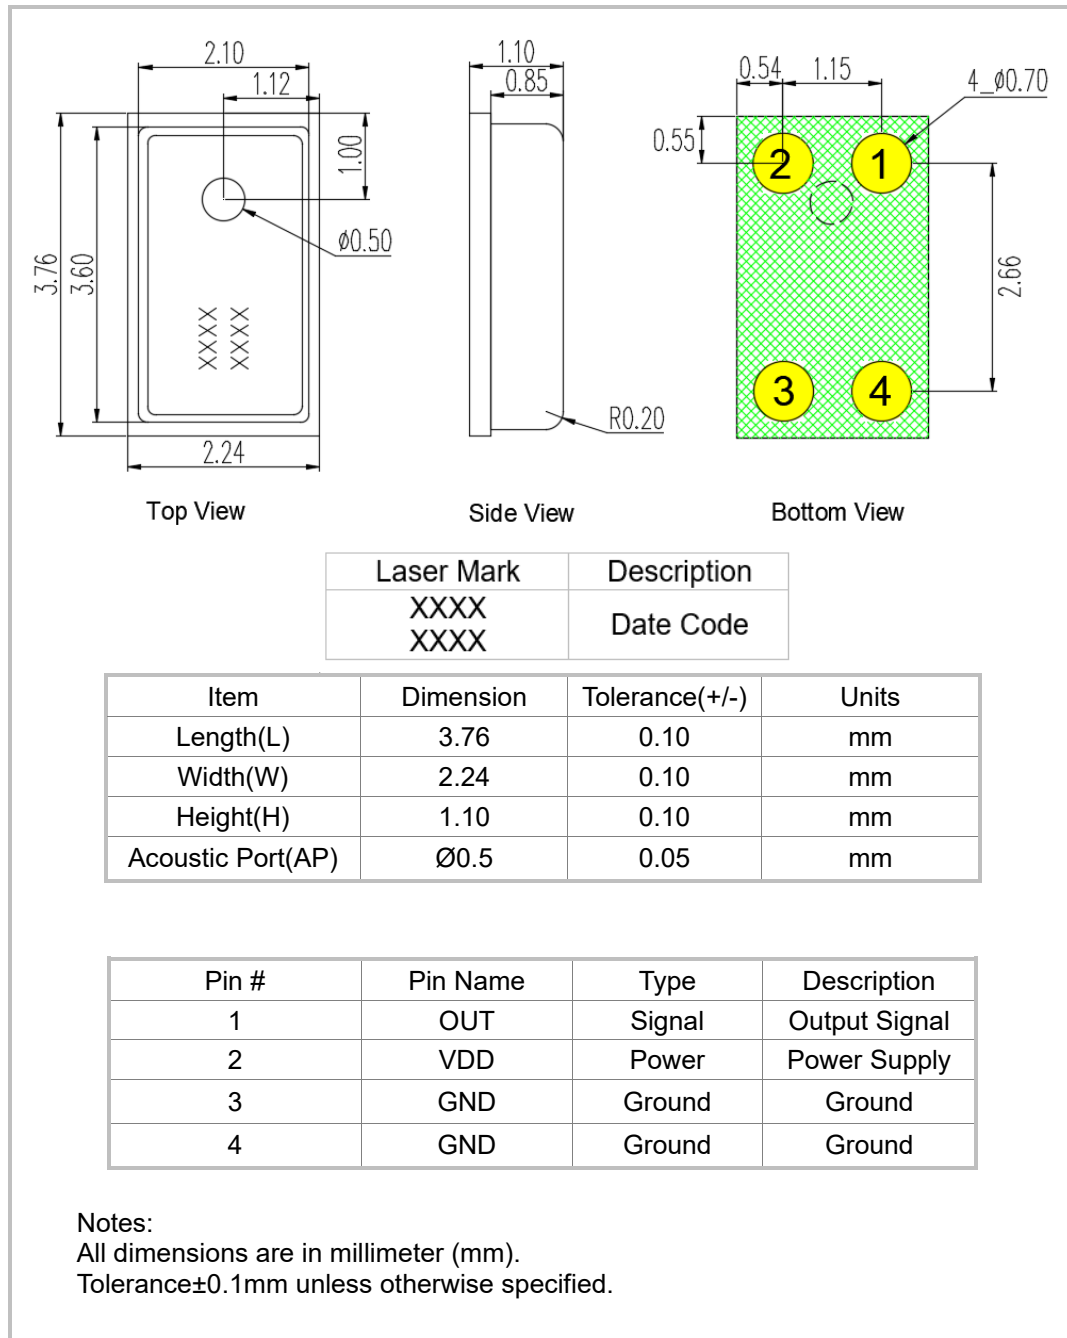 2.10
1.12
1.00
ø0.50
3.76
3.60
XXXX
XXXX
2.24
Top View
1.10
0.85
R0.20
Side View
0.54
1.15
4_ø0.70
0.55
2
1
2.66
3
4
Bottom View
Laser Mark Description
XXXX
XXXX
Date Code
Item Dimension Tolerance(+/-) Units
Length(L) 3.76 0.10 mm
Width(W) 2.24 0.10 mm
Height(H) 1.10 0.10 mm
Acoustic Port(AP) Ø0.5 0.05 mm
Pin # Pin Name Type Description
1 OUT Signal Output Signal
2 VDD Power Power Supply
3 GND Ground Ground
4 GND Ground Ground
Notes:
All dimensions are in millimeter (mm).
Tolerance±0.1mm unless otherwise specified.